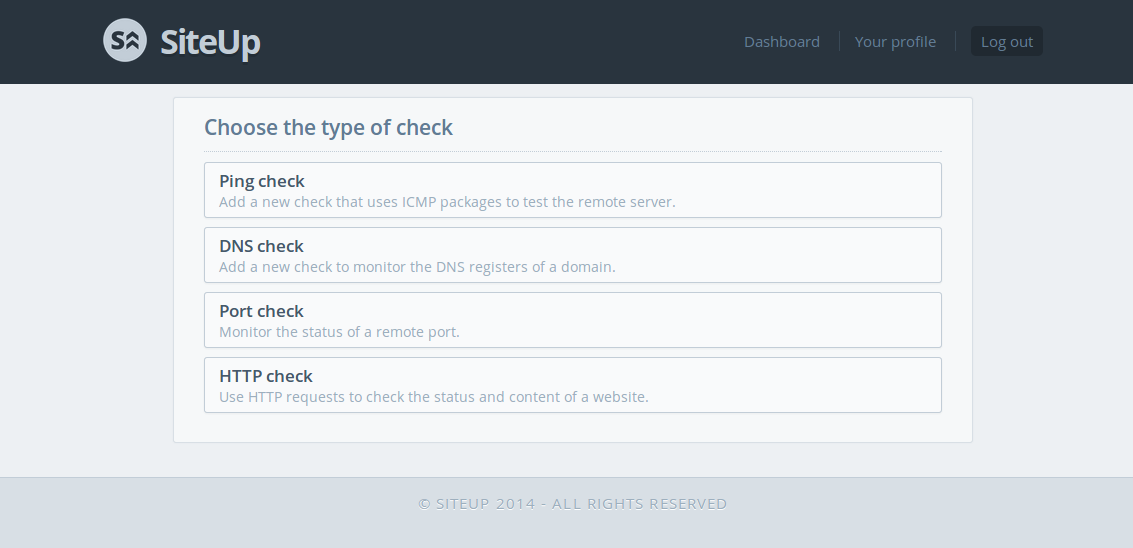 S
SiteUp
Dashboard
Your profile
Log out
Choose the type of check
Ping check
Add a new check that uses ICMP packages to test the remote server.
DNS check
Add a new check to monitor the DNS registers of a domain.
Port check
Monitor the status of a remote port.
HTTP check
Use HTTP requests to check the status and content of a website.
© SITEUP 2014 - ALL RIGHTS RESERVED